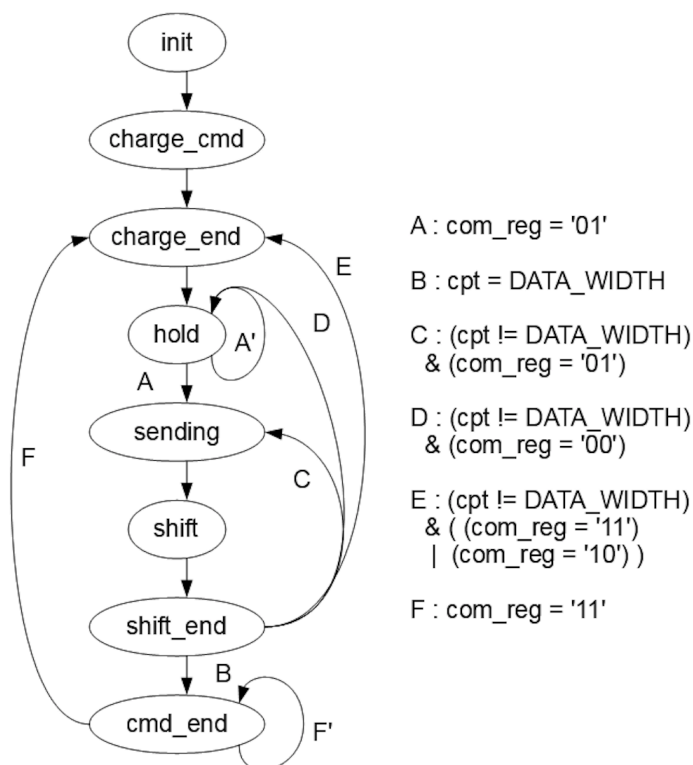 init
charge_cmd
charge_end
E
D
hold
A'
A
sending
F
C
shift
shift_end
B
cmd_end
F'
A : com_reg = '01'
B : cpt = DATA_WIDTH
C : (cpt != DATA_WIDTH)
& (com_reg = '01')
D : (cpt != DATA_WIDTH)
& (com_reg = '00')
E : (cpt != DATA_WIDTH)
& ( (com_reg = '11')
| (com_reg = '10') )
F : com_reg = '11'